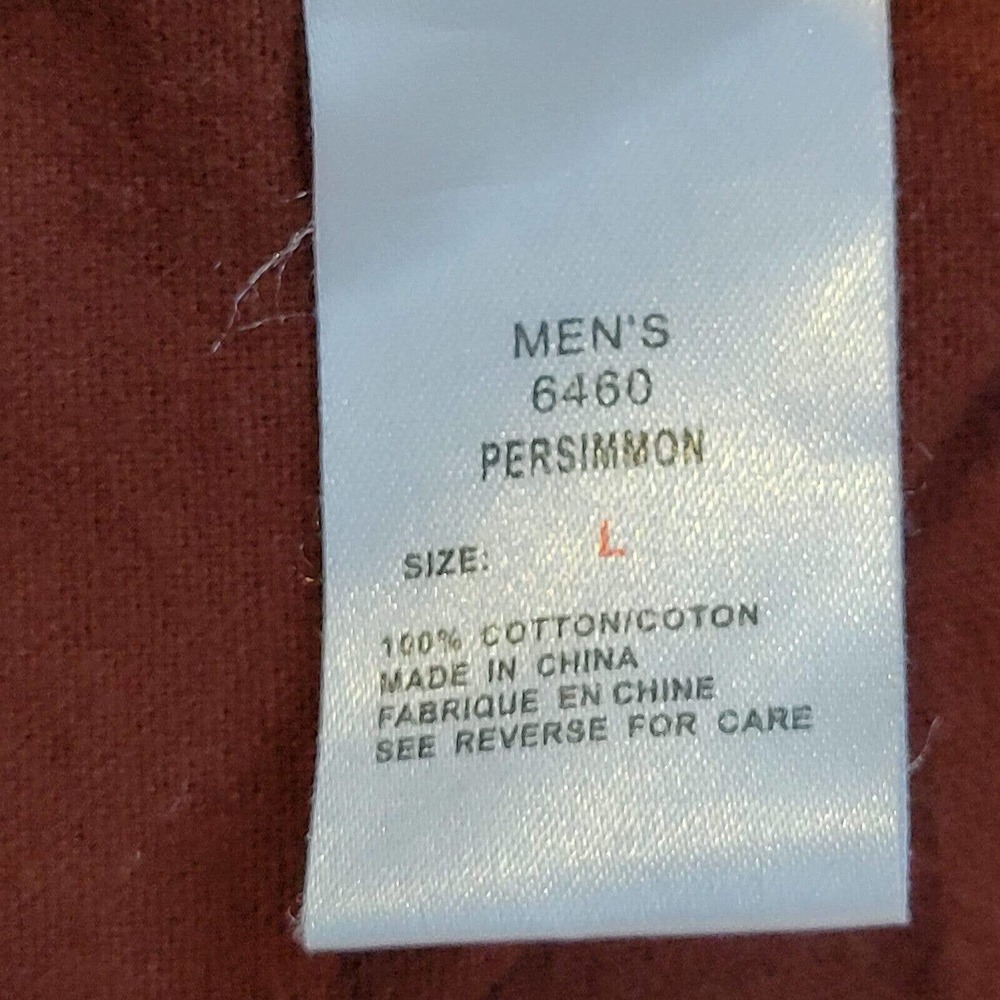 MEN'S
6460
PERSIMMON
SIZE: L
100% COTTON/COTON
MADE IN CHINA
FABRIQUE EN CHINE
SEE REVERSE FOR CARE